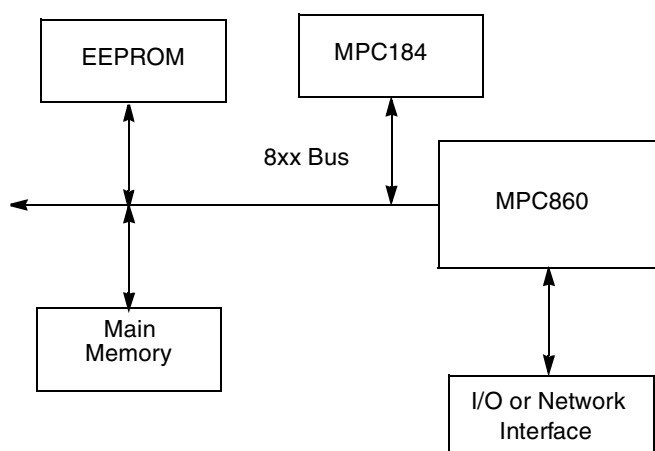 EEPROM
MPC184
8xx Bus
MPC860
Main
Memory
I/O or Network
Interface